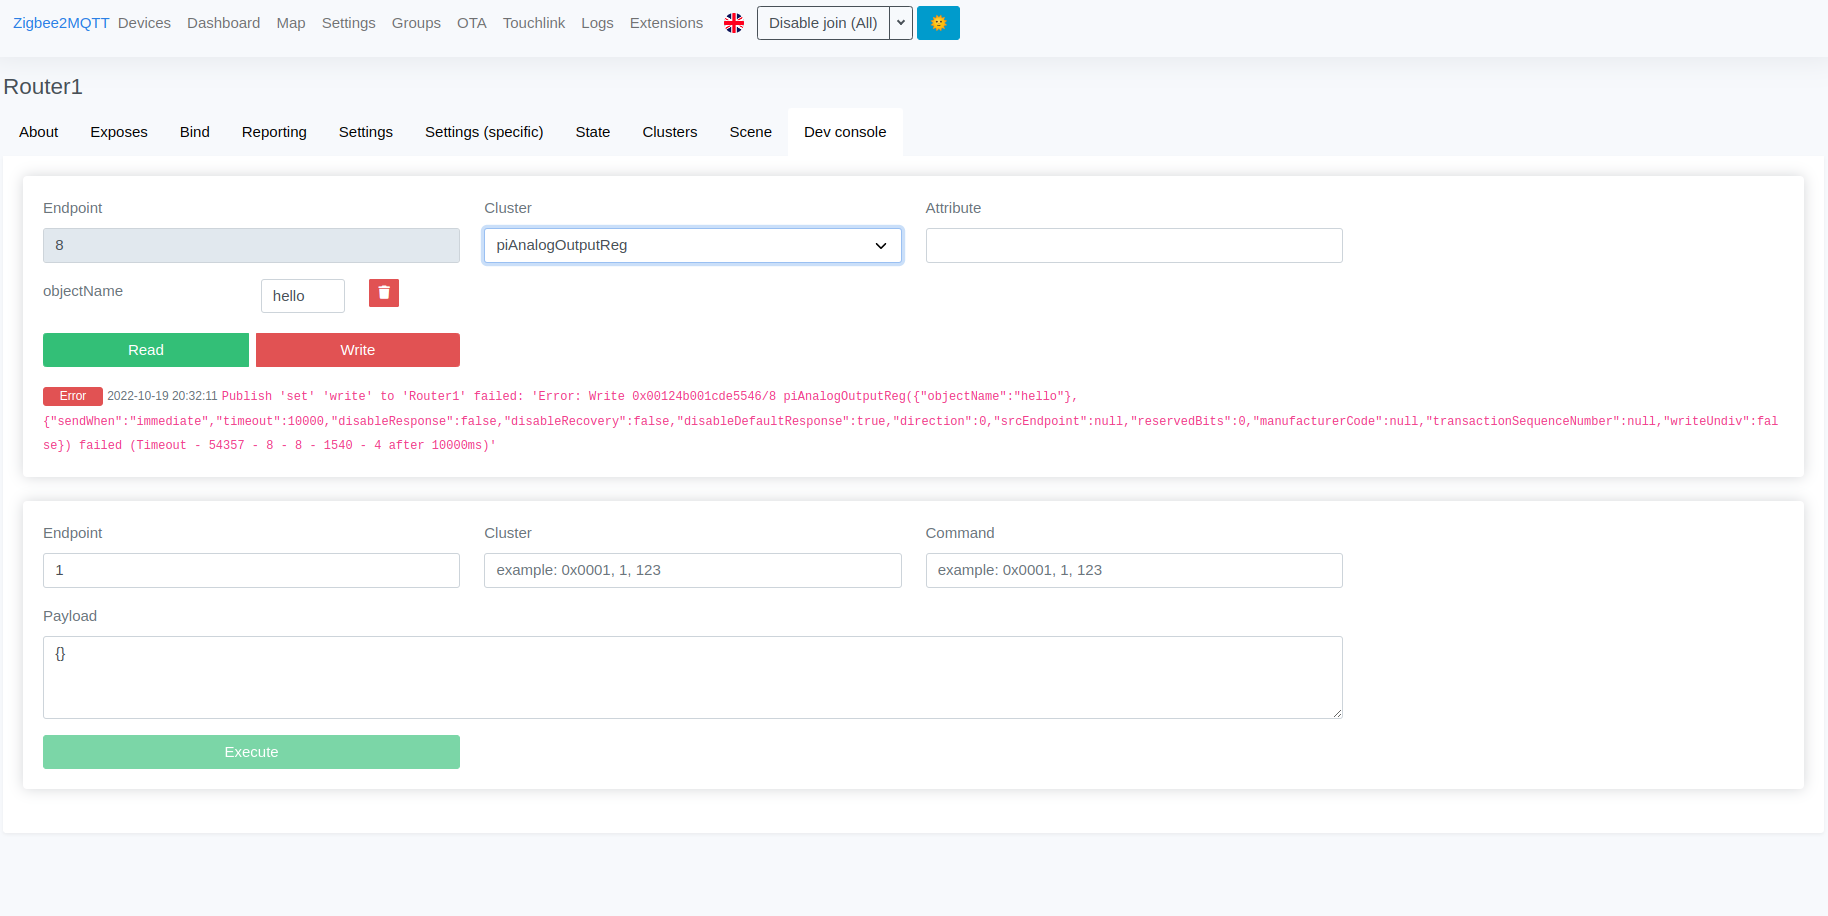 Zigbee2MQTT Devices Dashboard Map Settings Groups OTA Touchlink Logs Extensions Disable join (All)
Router1
About Exposes Bind Reporting Settings Settings (specific) State Clusters Scene Dev console
Endpoint Cluster Attribute
8 piAnalogOutputReg
objectName hello
Read Write
Error 2022-10-19 20:32:11 Publish 'set' 'write' to 'Router1' failed: 'Error: Write 0x00124b001cde5546/8 piAnalogOutputReg({"objectName":"hello"},
{"sendWhen":"immediate","timeout":10000,"disableResponse":false,"disableRecovery":false,"disableDefaultResponse":true,"direction":0,"srcEndpoint":null,"reservedBits":0,"manufacturerCode":null,"transactionSequenceNumber":null,"writeUndiv":fal
se}) failed (Timeout - 54357 - 8 - 8 - 1540 - 4 after 10000ms)'
Endpoint Cluster Command
1 example: 0x0001, 1, 123 example: 0x0001, 1, 123
Payload
{}
Execute